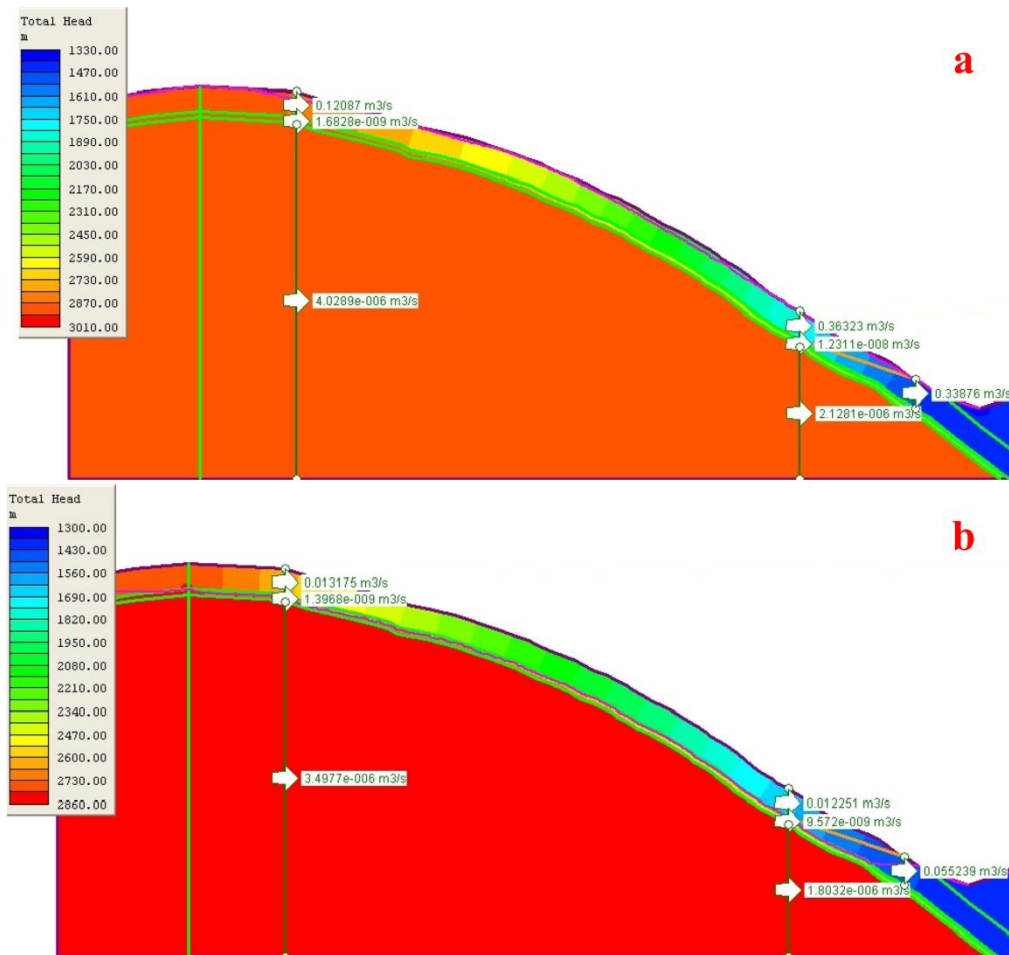 Total Head
m
1330.00
1470.00
1610.00
1750.00
1890.00
2030.00
2170.00
2310.00
2450.00
2590.00
2730.00
2870.00
3010.00
a
0.12087 m3/s
1.6828e-009 m3/s
4.0289e-006 m3/s
0.36323 m3/s
1.2311e-008 m3/s
0.33876 m3/s
2.1281e-006 m3/s
Total Head
m
1300.00
1430.00
1560.00
1690.00
1820.00
1950.00
2080.00
2210.00
2340.00
2470.00
2600.00
2730.00
2860.00
b
0.013175 m3/s
1.3968e-009 m3/s
3.4977e-006 m3/s
0.012251 m3/s
9.572e-009 m3/s
0.055239 m3/s
1.8032e-006 m3/s